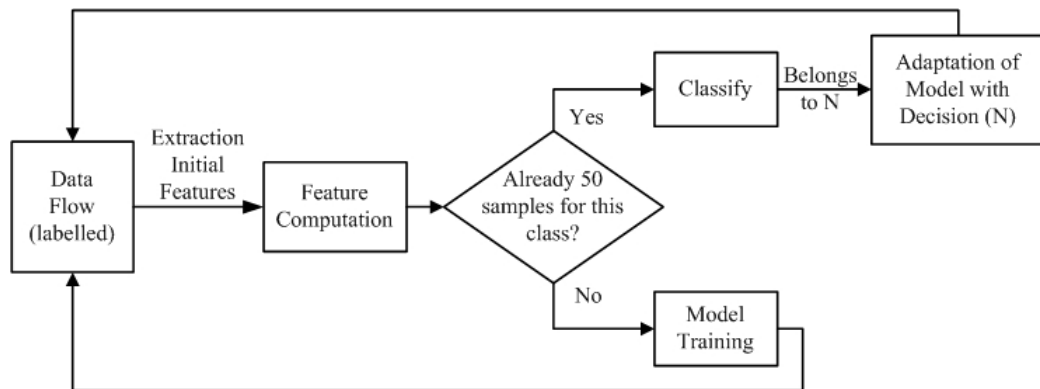 Data
Flow
(labelled)
Extraction
Initial
Features
Feature
Computation
Already 50
samples for this
class?
Yes
Classify
Belongs
to N
Adaptation of
Model with
Decision (N)
No
Model
Training